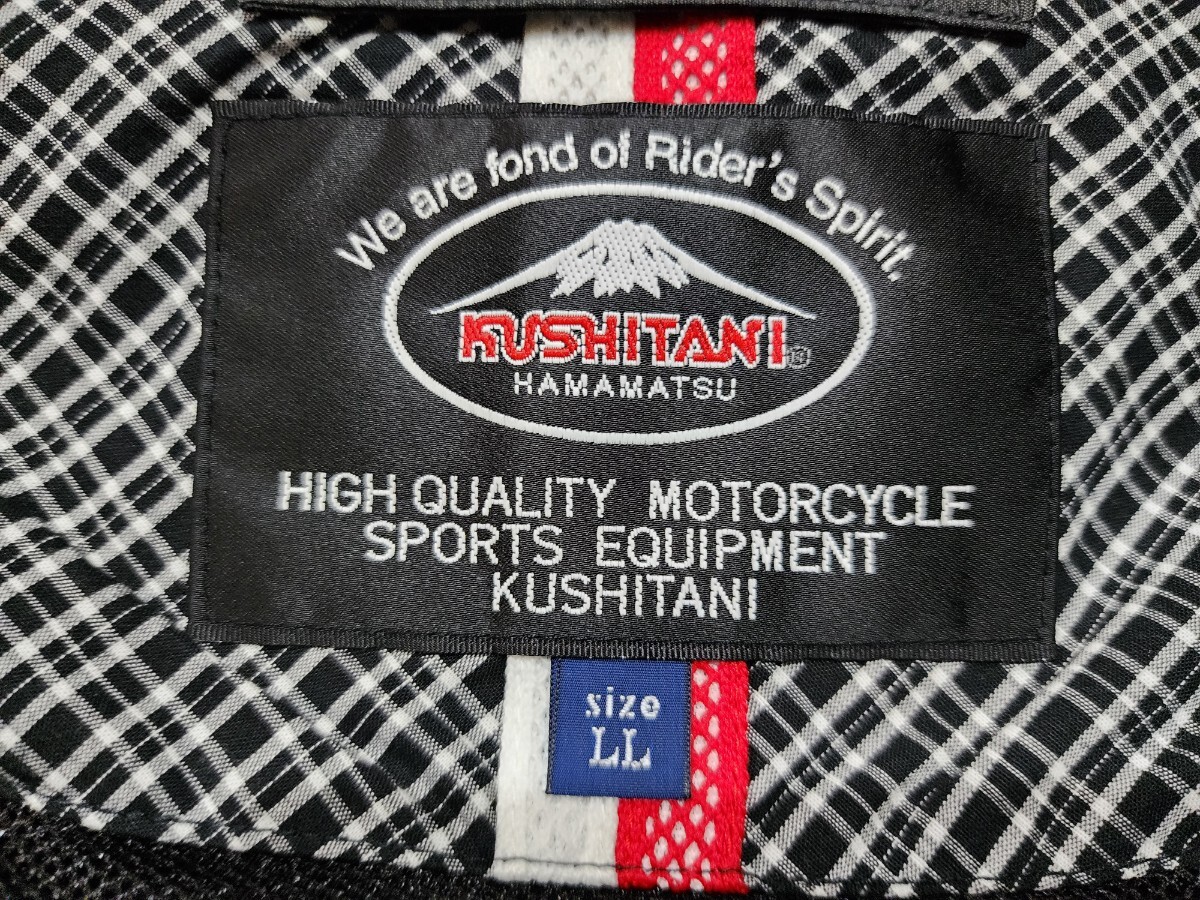 We are fond of Rider's Spirit.
KUSHITANI®
HAMAMATSU
HIGH QUALITY MOTORCYCLE
SPORTS EQUIPMENT
KUSHITANI
size
LL